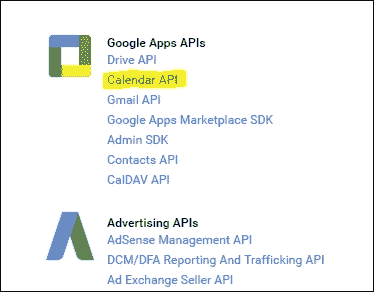 Google Apps APIs
Drive API
Calendar API
Gmail API
Google Apps Marketplace SDK
Admin SDK
Contacts API
CalDAV API
Advertising APIs
AdSense Management API
DCM/DFA Reporting And Trafficking API
Ad Exchange Seller API